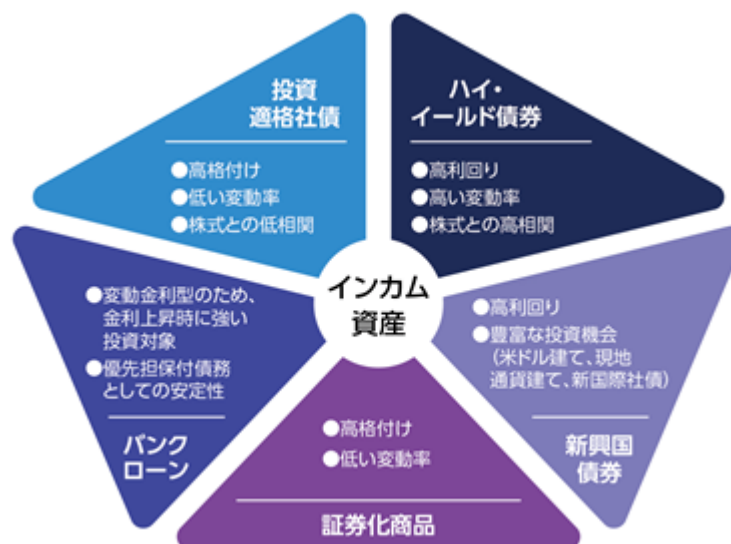 投資
適格社債
●高格付け
●低い変動率
●株式との低相関
ハイ・
イールド債券
●高利回り
●高い変動率
●株式との高相関
インカム
資産
●変動金利型のため、
金利上昇時に強い
投資対象
●優先担保付債務
としての安定性
バンク
ローン
●高利回り
●豊富な投資機会
（米ドル建て、現地
通貨建て、新国際社債）
新興国
債券
●高格付け
●低い変動率
証券化商品